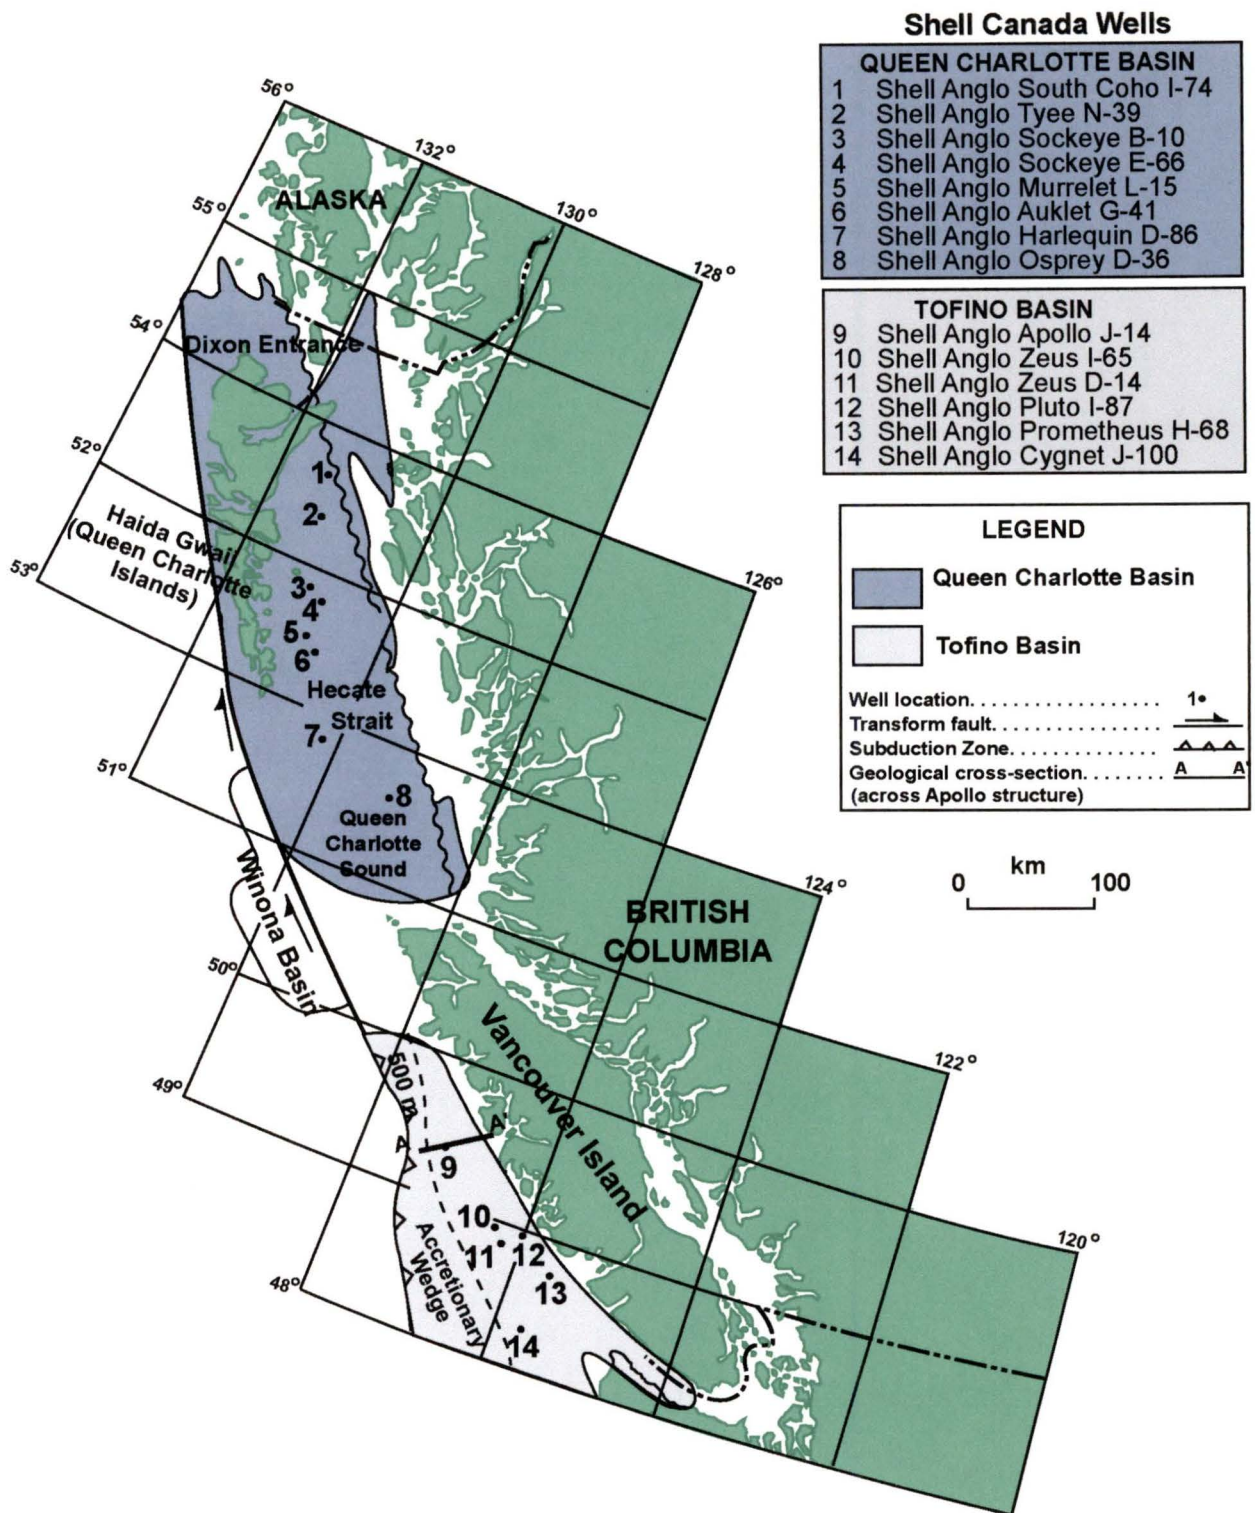 Shell Canada Wells
QUEEN CHARLOTTE BASIN
1 Shell Anglo South Coho I-74
2 Shell Anglo Tyee N-39
3 Shell Anglo Sockeye B-10
4 Shell Anglo Sockeye E-66
5 Shell Anglo Murrelet L-15
6 Shell Anglo Auklet G-41
7 Shell Anglo Harlequin D-86
8 Shell Anglo Osprey D-36
TOFINO BASIN
9 Shell Anglo Apollo J-14
10 Shell Anglo Zeus I-65
11 Shell Anglo Zeus D-14
12 Shell Anglo Pluto I-87
13 Shell Anglo Prometheus H-68
14 Shell Anglo Cygnet J-100
LEGEND
Queen Charlotte Basin
Tofino Basin
Well location................. 1•
Transform fault..............
Subduction Zone.............
Geological cross-section........ A A'
(across Apollo structure)
km
0 100
56°
132°
ALASKA
55°
130°
128°
54°
Dixon Entrance
52°
1
2
Haida Gwaii
(Queen Charlotte
Islands)
53°
3
4
5
6
126°
Hecate
Strait
7
51°
8
Queen
Charlotte
Sound
Winona Basin
124°
BRITISH
COLUMBIA
50°
Vancouver Island
49°
500 m
122°
A
A'
9
10
11
12
13
14
Accretionary
Wedge
120°
48°